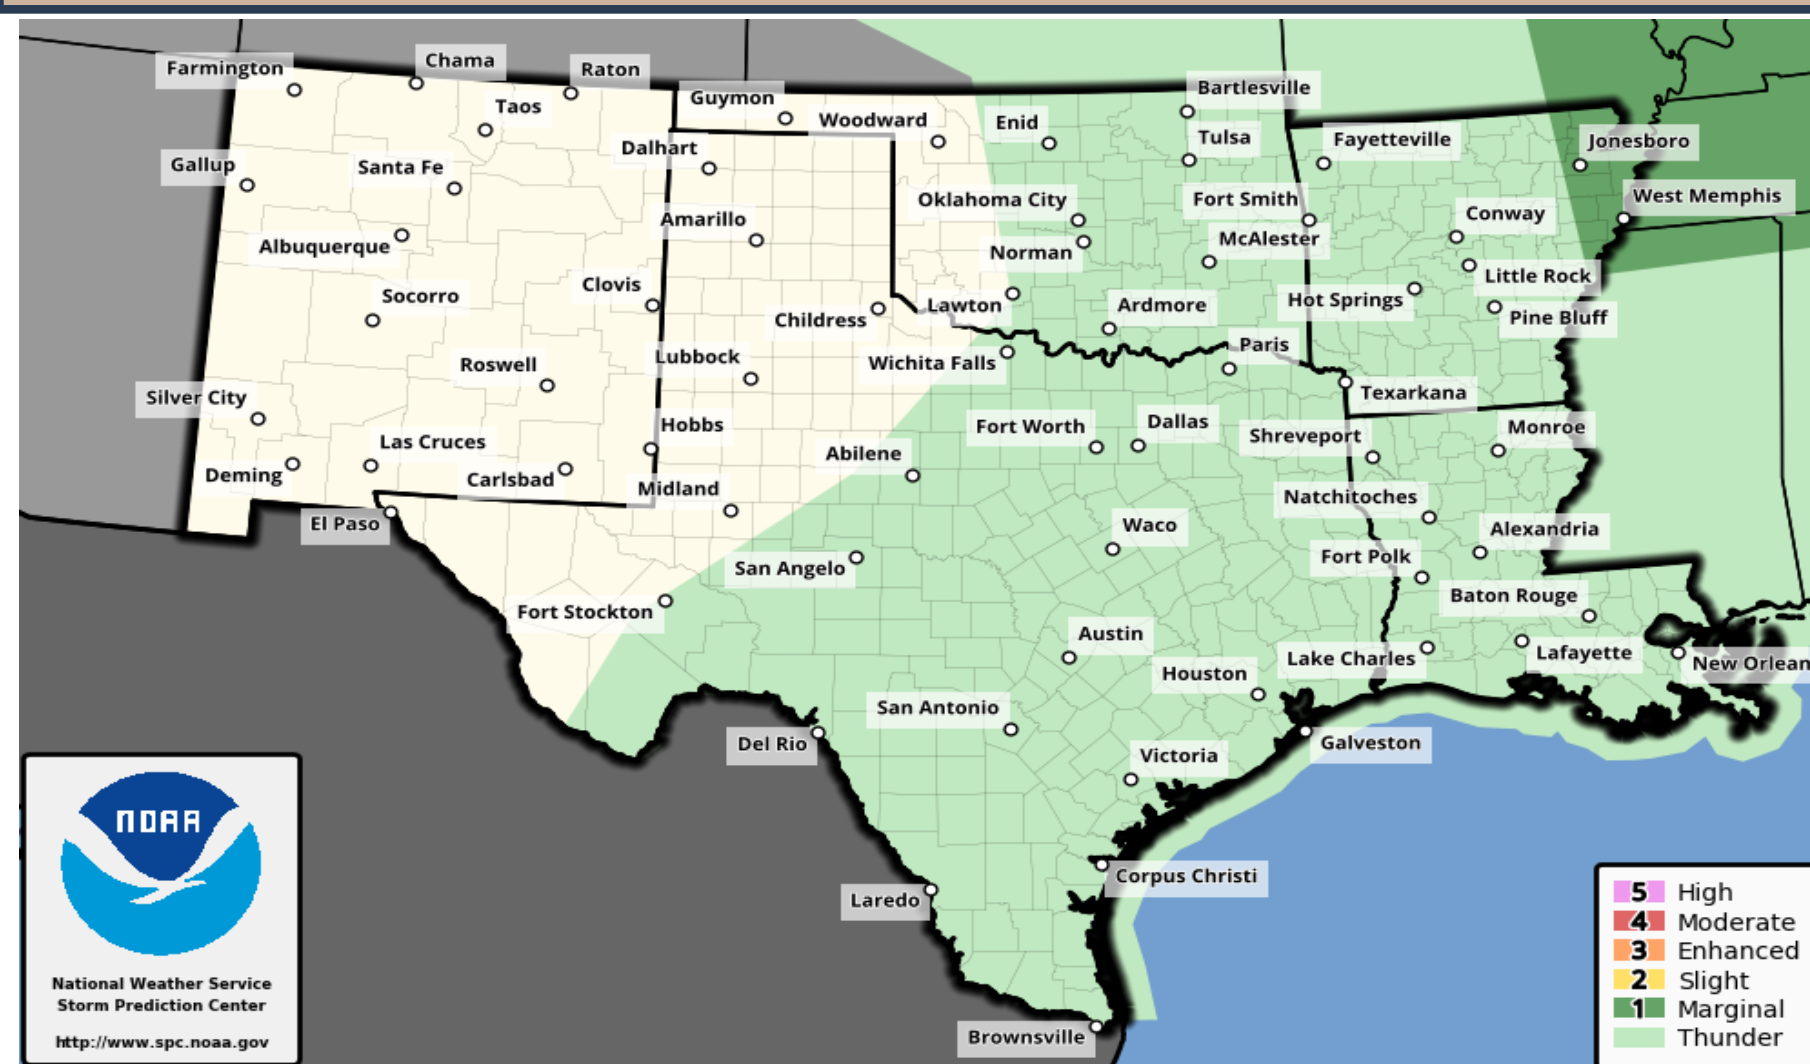 Farmington
Chama
Raton
Taos
Guymon
Woodward
Enid
Bartlesville
Tulsa
Fayetteville
Jonesboro
Gallup
Santa Fe
Dalhart
Oklahoma City
Fort Smith
Conway
West Memphis
Albuquerque
Amarillo
Norman
McAlester
Little Rock
Socorro
Clovis
Childress
Lawton
Ardmore
Hot Springs
Pine Bluff
Roswell
Lubbock
Wichita Falls
Paris
Texarkana
Silver City
Las Cruces
Hobbs
Fort Worth
Dallas
Shreveport
Monroe
Deming
Carlsbad
Midland
Abilene
Natchitoches
El Paso
Waco
Alexandria
San Angelo
Fort Polk
Fort Stockton
Baton Rouge
Austin
Houston
Lake Charles
Lafayette
New Orlean
San Antonio
Del Rio
Victoria
Galveston
Laredo
Corpus Christi
Brownsville
NOAA
National Weather Service
Storm Prediction Center
http://www.spc.noaa.gov
5 High
4 Moderate
3 Enhanced
2 Slight
1 Marginal
Thunder